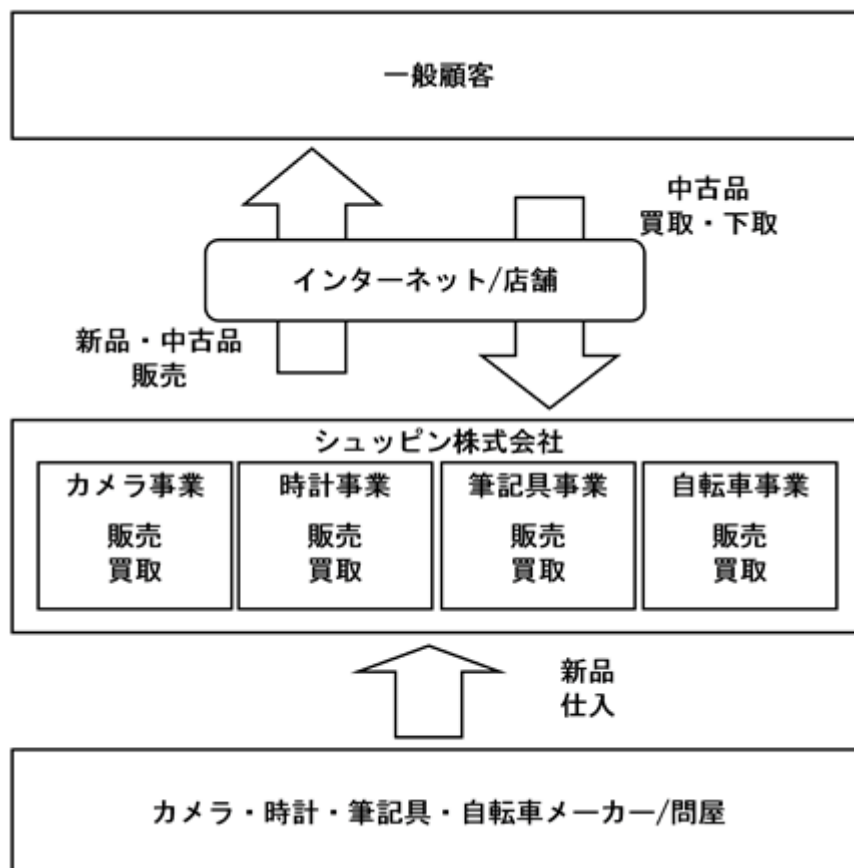 一般顧客
中古品
買取・下取
インターネット/店舗
新品・中古品
販売
シュッピン株式会社
カメラ事業
販売
買取
時計事業
販売
買取
筆記具事業
販売
買取
自転車事業
販売
買取
新品
仕入
カメラ・時計・筆記具・自転車メーカー/問屋